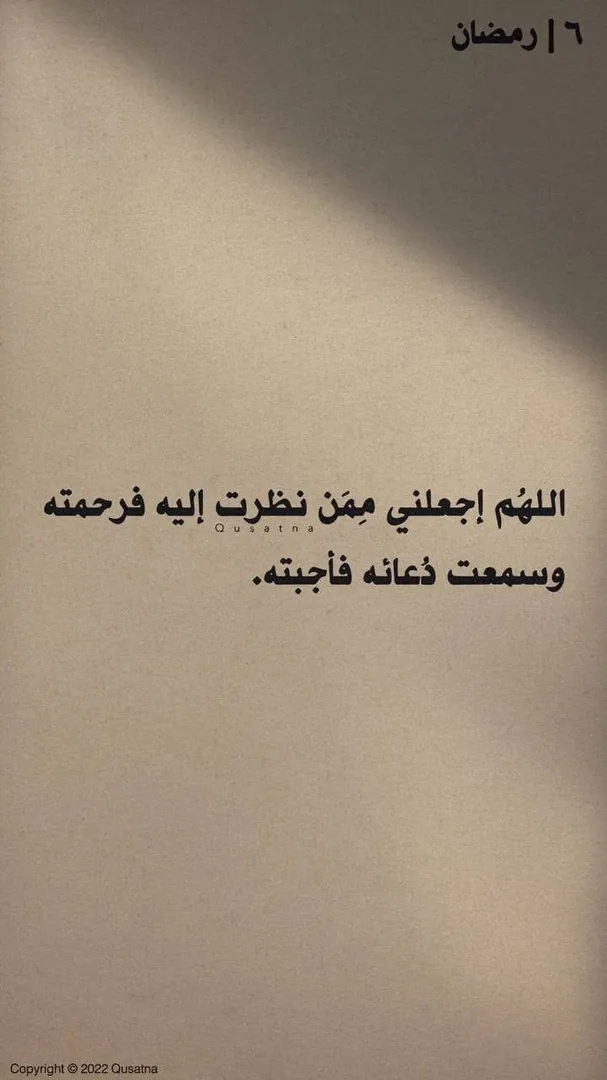 ٦ | رمضان
اللهُم إجعلني مِمَن نظرت إليه فرحمته
Qusatna
وسمعت دُعائه فأجبته.
Copyright © 2022 Qusatna